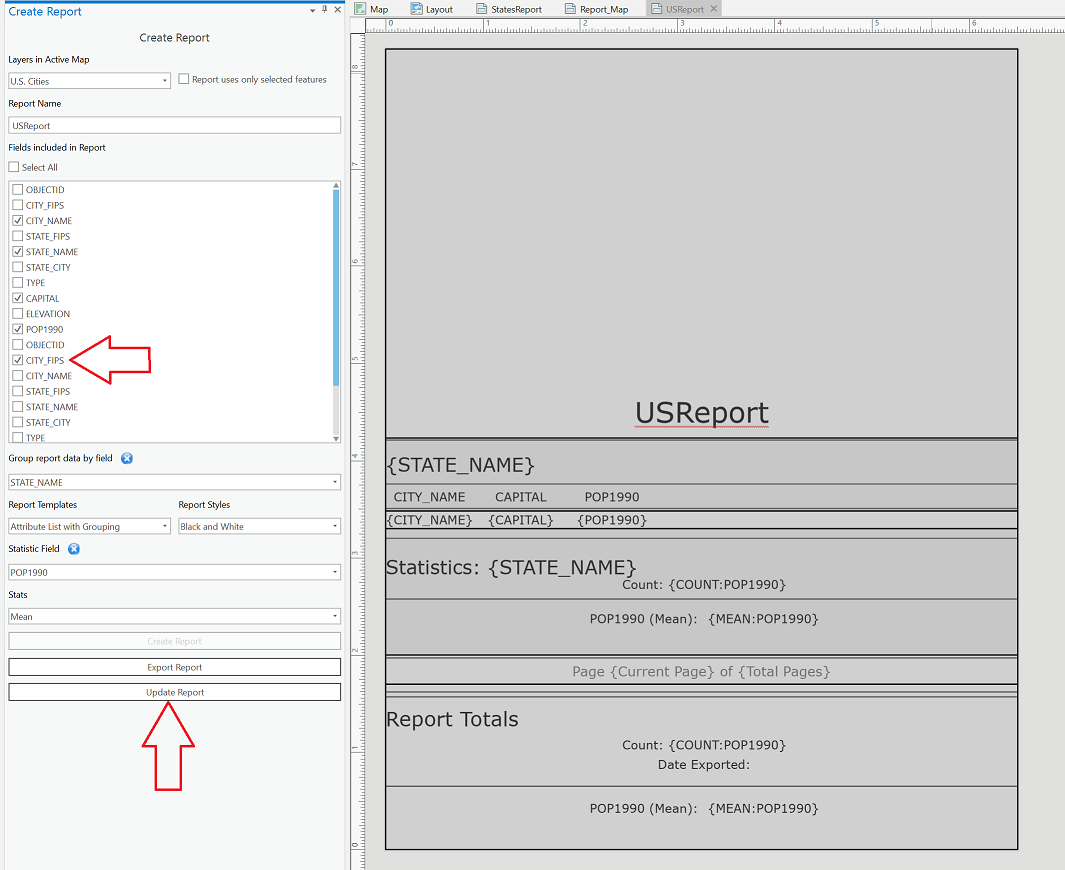 Create Report
Create Report
Layers in Active Map
U.S. Cities
Report uses only selected features
Report Name
USReport
Fields included in Report
Select All
OBJECTID
CITY_FIPS
CITY_NAME
STATE_FIPS
STATE_NAME
STATE_CITY
TYPE
CAPITAL
ELEVATION
POP1990
OBJECTID
CITY_FIPS
CITY_NAME
STATE_FIPS
STATE_NAME
STATE_CITY
TYPE
Group report data by field
STATE_NAME
Report Templates Report Styles
Attribute List with Grouping Black and White
Statistic Field
POP1990
Stats
Mean
Create Report
Export Report
Update Report
Map Layout StatesReport Report_Map USReport
0 1 2 3 4 5 6
8
7
6
5
4
3
2
1
0
USReport
{STATE_NAME}
CITY_NAME CAPITAL POP1990
{CITY_NAME} {CAPITAL} {POP1990}
Statistics: {STATE_NAME}
Count: {COUNT:POP1990}
POP1990 (Mean): {MEAN:POP1990}
Page {Current Page} of {Total Pages}
Report Totals
Count: {COUNT:POP1990}
Date Exported:
POP1990 (Mean): {MEAN:POP1990}